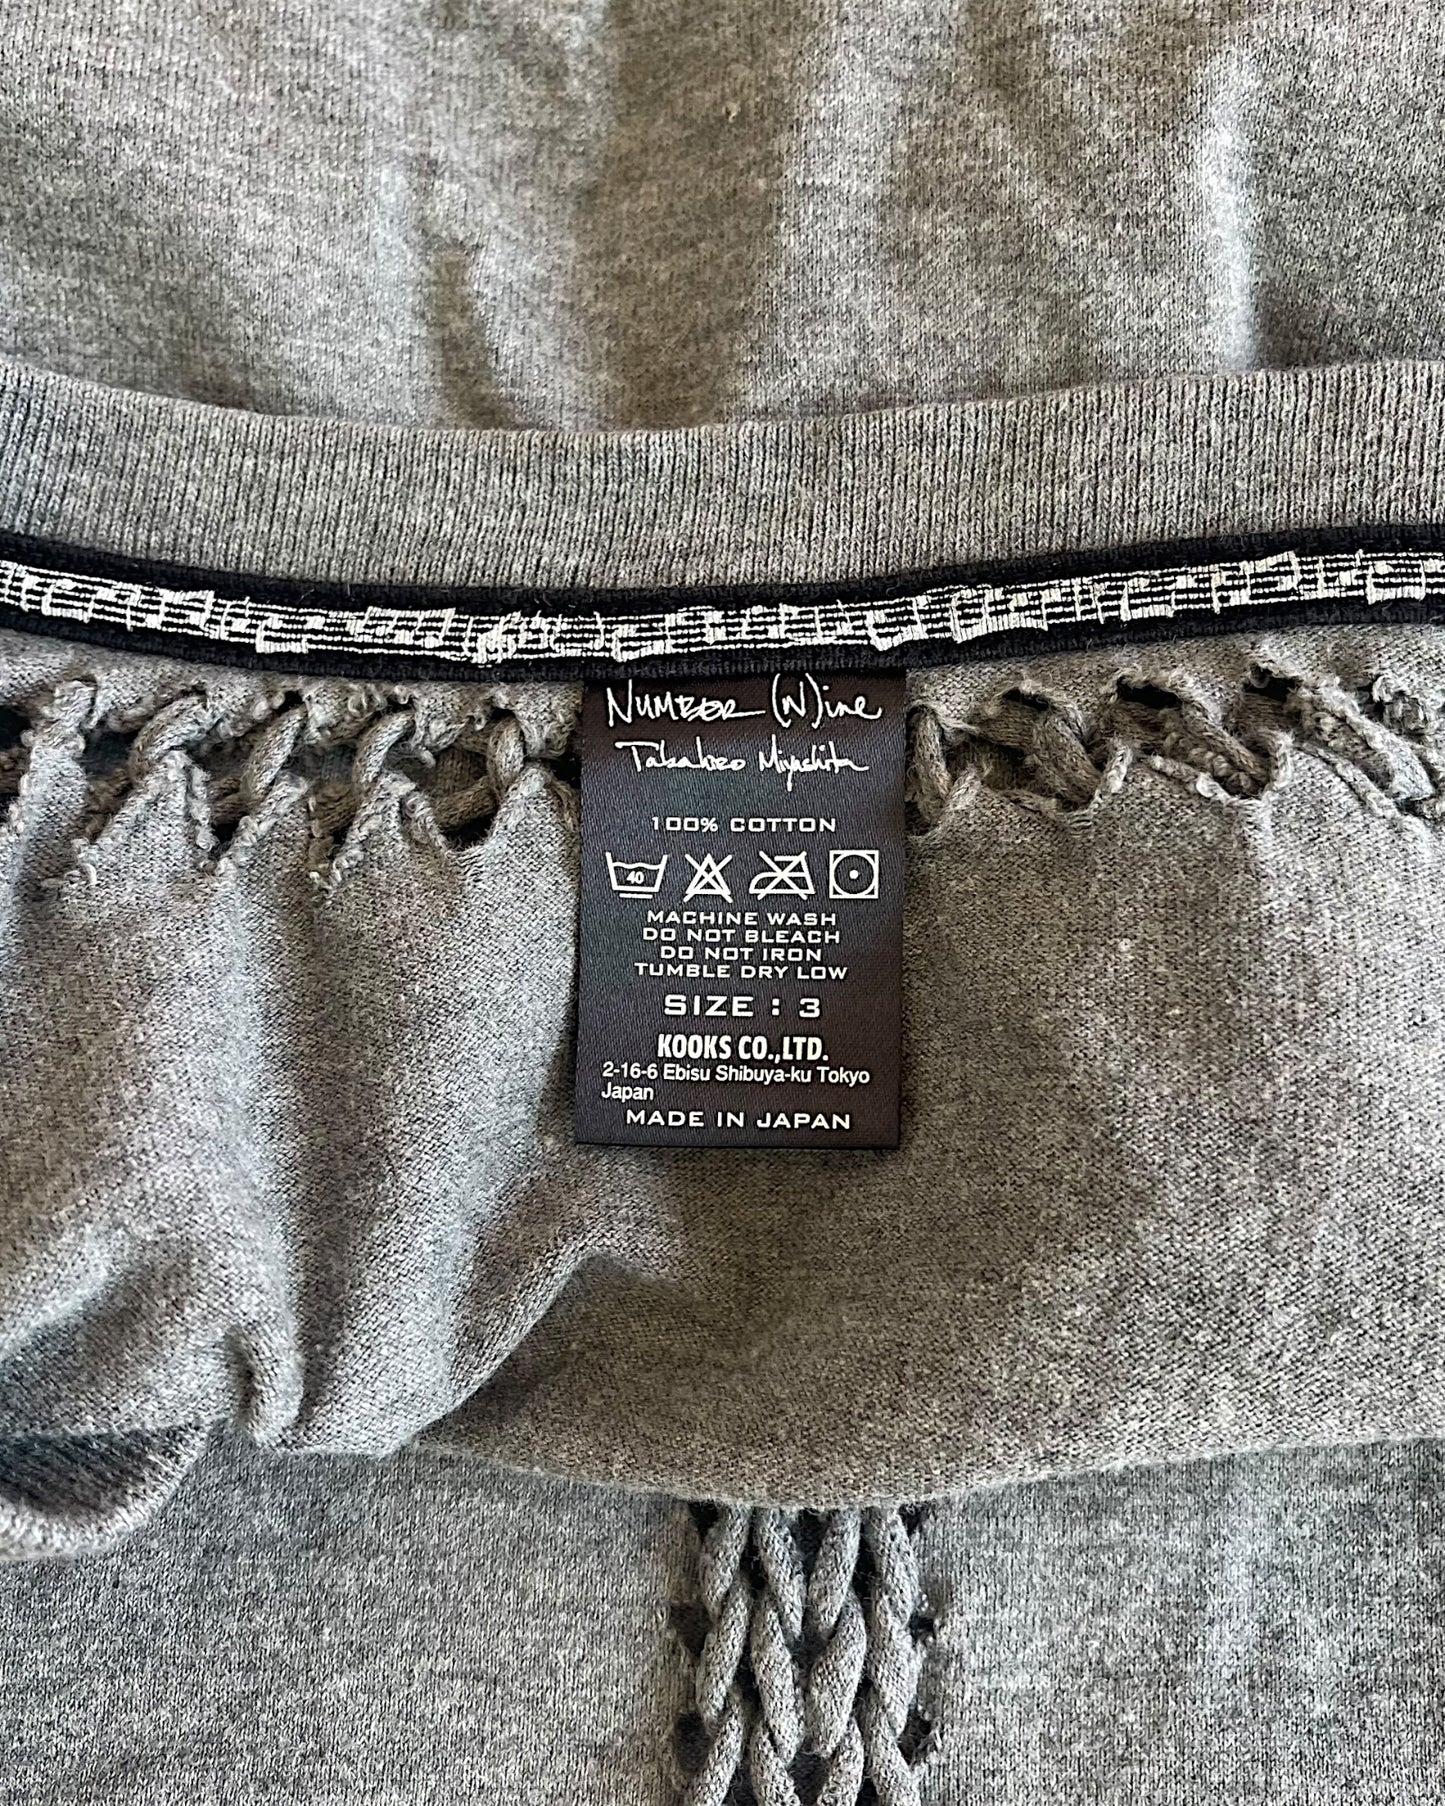 NUMBER (N)ine
Takahiro Miyashita
100% COTTON
40
MACHINE WASH
DO NOT BLEACH
DO NOT IRON
TUMBLE DRY LOW
SIZE : 3
KOOKS CO.,LTD.
2-16-6 Ebisu Shibuya-ku Tokyo
Japan
MADE IN JAPAN